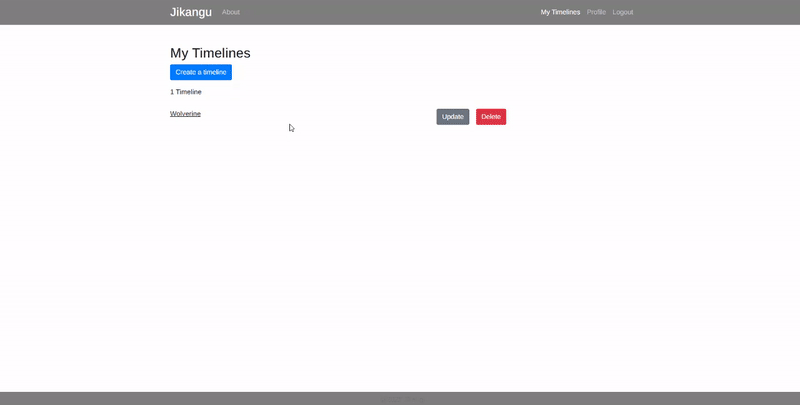 Jikangu About My Timelines Profile Logout
My Timelines
Create a timeline
1 Timeline
Wolverine Update Delete